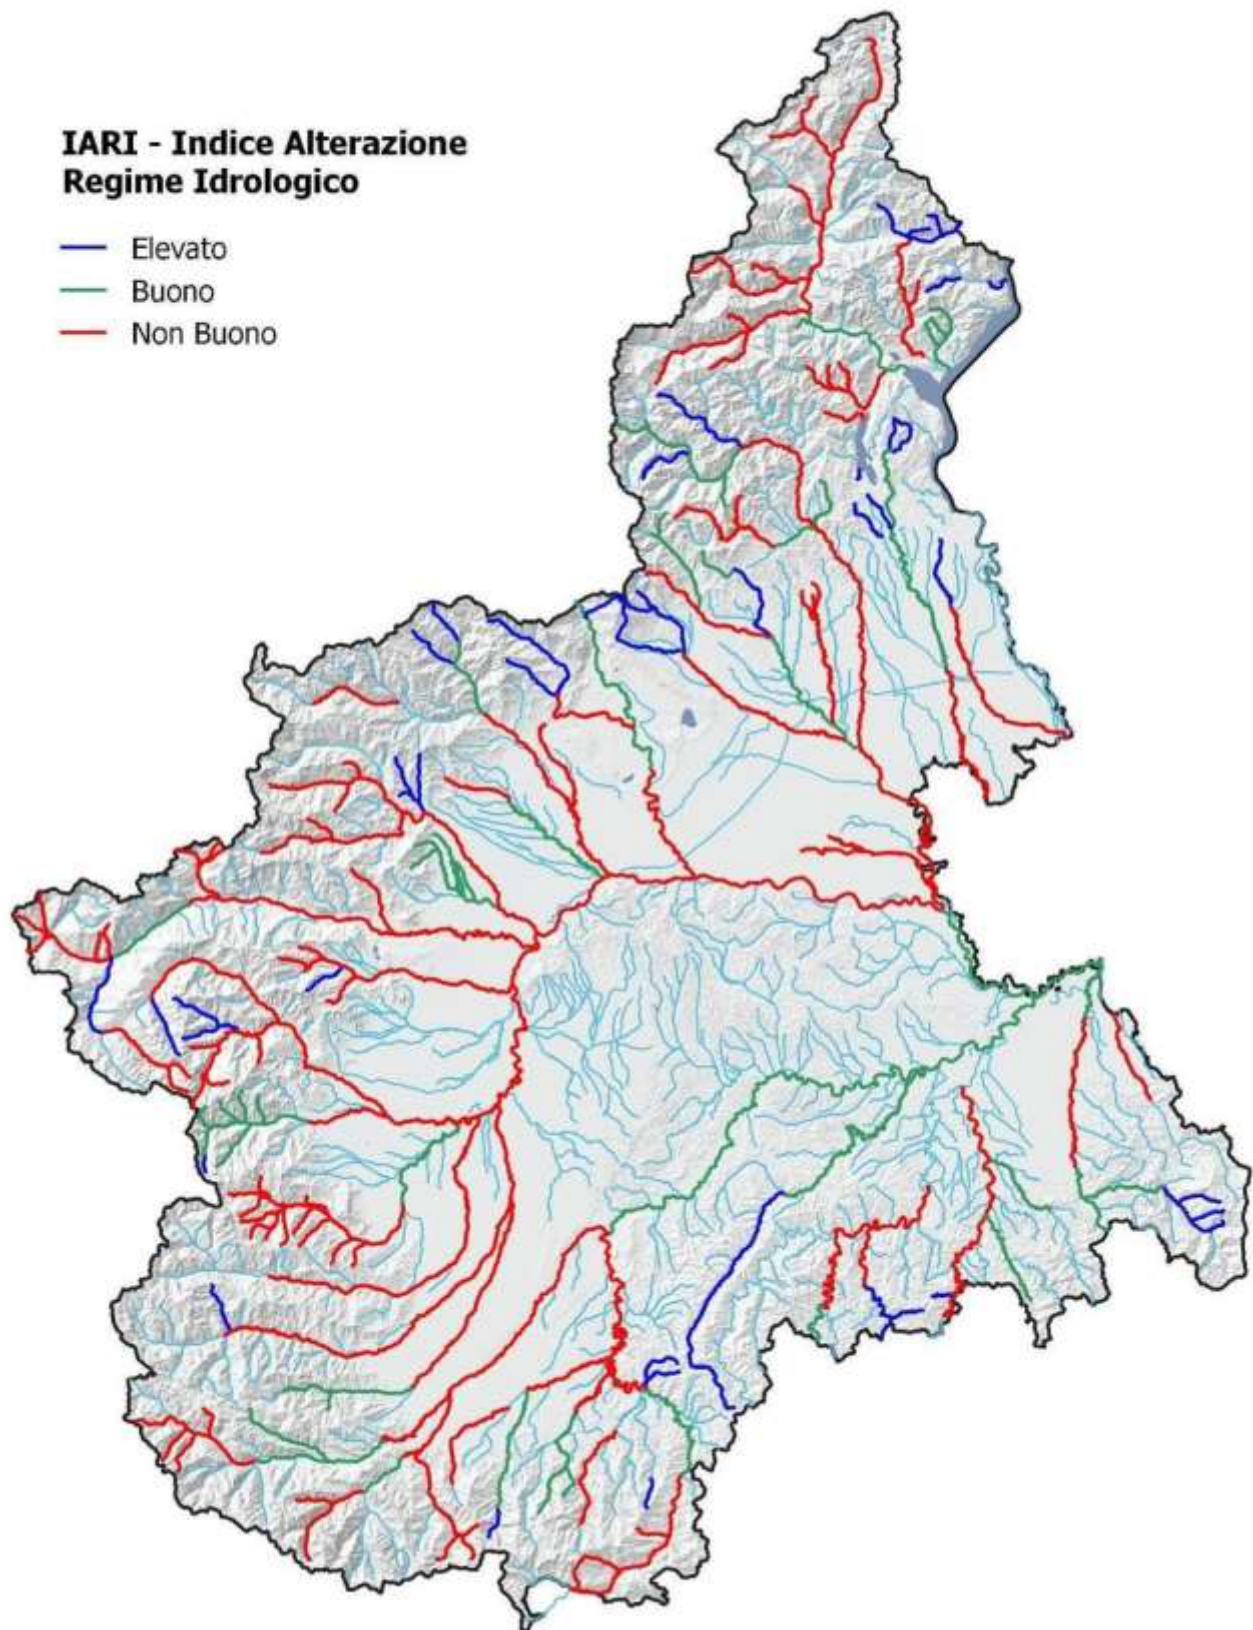 IARI - Indice Alterazione
Regime Idrologico
Elevato
Buono
Non Buono